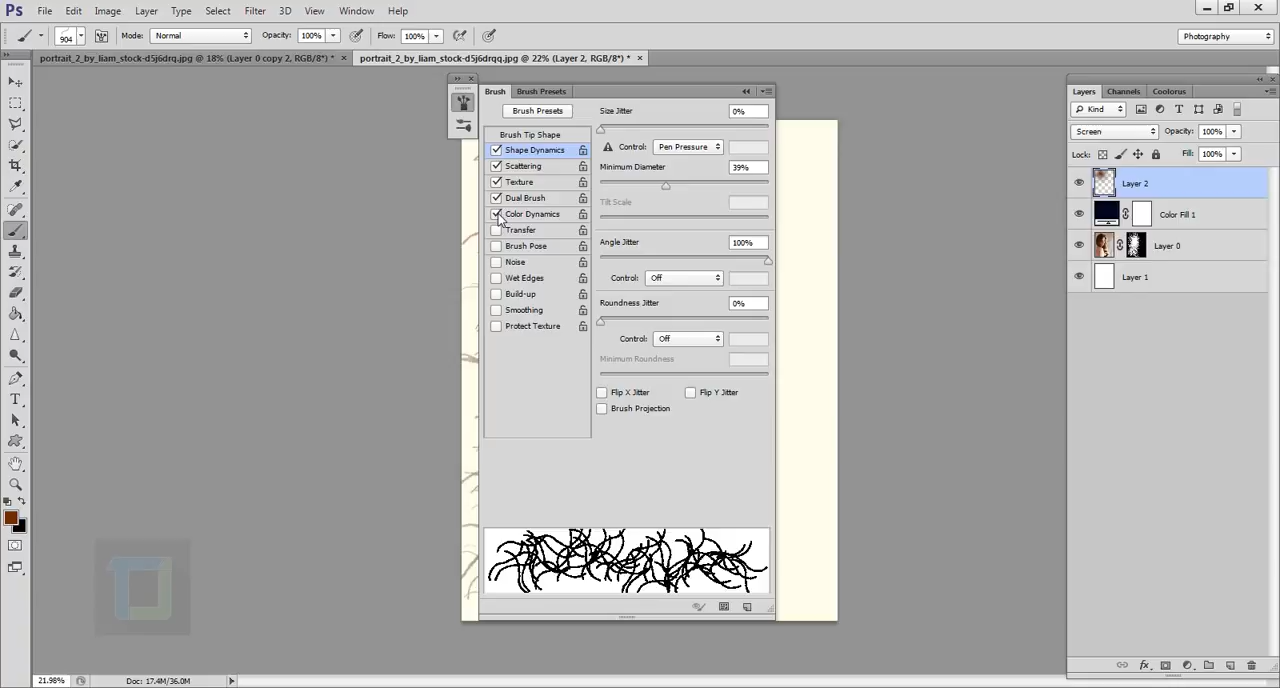 Ps File Edit Image Layer Type Select Filter 3D View Window Help
904 Mode: Normal Opacity: 100% Flow: 100% Photography
portrait_2_by_liam_stock-d5j6drq.jpg @ 18% (Layer 0 copy 2, RGB/8*) * × portrait_2_by_liam_stock-d5j6drqq.jpg @ 22% (Layer 2, RGB/8*) * ×
Brush Brush Presets
Brush Presets
Brush Tip Shape
Shape Dynamics
Scattering
Texture
Dual Brush
Color Dynamics
Transfer
Brush Pose
Noise
Wet Edges
Build-up
Smoothing
Protect Texture
Size Jitter 0%
Control: Pen Pressure
Minimum Diameter 39%
Tilt Scale
Angle Jitter 100%
Control: Off
Roundness Jitter 0%
Control: Off
Minimum Roundness
Flip X Jitter Flip Y Jitter
Brush Projection
Layers Channels Coolorus
Kind
Screen Opacity: 100%
Lock: Fill: 100%
Layer 2
Color Fill 1
Layer 0
Layer 1
21.98% Doc: 17.4M/36.0M